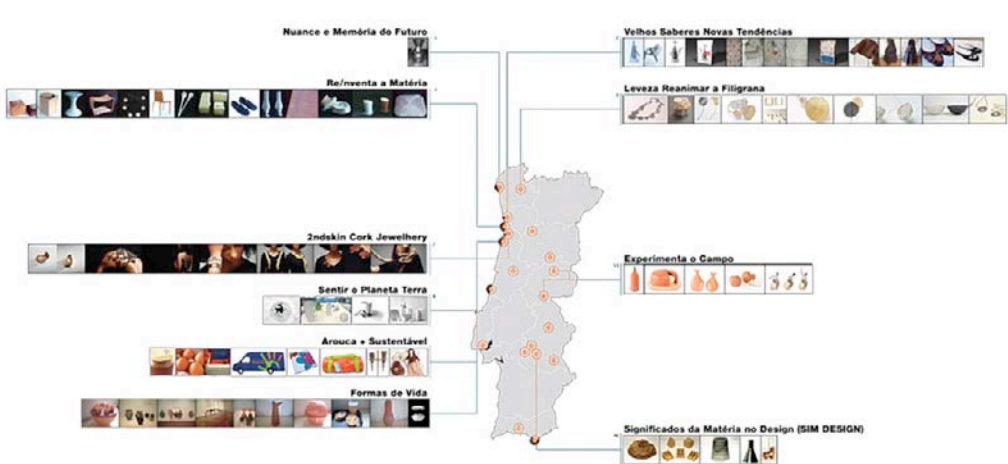 Nuance e Memória do Futuro
Re/nventa a Matéria
2ndskin Cork Jewelhery
Sentir o Planeta Terra
Arouca + Sustentável
Formas de Vida
Velhos Saberes Novas Tendências
Leveza Reanimar a Filigrana
Experimenta o Campo
Significados da Matéria no Design (SIM DESIGN)